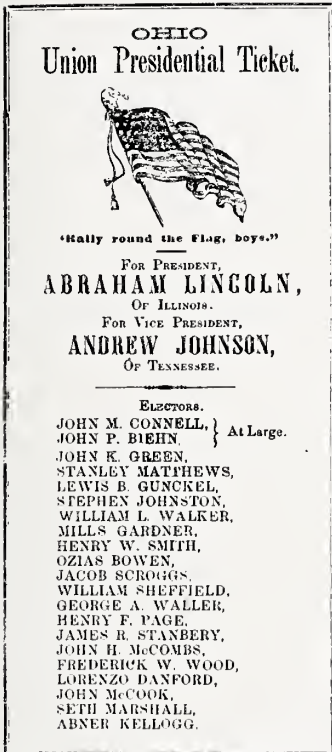 OHIO
Union Presidential Ticket.
"Rally round the Flag, boys."
FOR PRESIDENT,
ABRAHAM LINCOLN,
OF ILLINOIS.
FOR VICE PRESIDENT,
ANDREW JOHNSON,
OF TENNESSEE.
ELECTORS.
JOHN M. CONNELL, } At Large.
JOHN P. BIEHN,
JOHN K. GREEN,
STANLEY MATTHEWS,
LEWIS B. GUNCKEL,
STEPHEN JOHNSTON,
WILLIAM L. WALKER,
MILLS GARDNER,
HENRY W. SMITH,
OZIAS BOWEN,
JACOB SCROGGS,
WILLIAM SHEFFIELD,
GEORGE A. WALLER,
HENRY F. PAGE,
JAMES R. STANBERY,
JOHN H. McCOMBS,
FREDERICK W. WOOD,
LORENZO DANFORD,
JOHN McCOOK,
SETH MARSHALL,
ABNER KELLOGG.